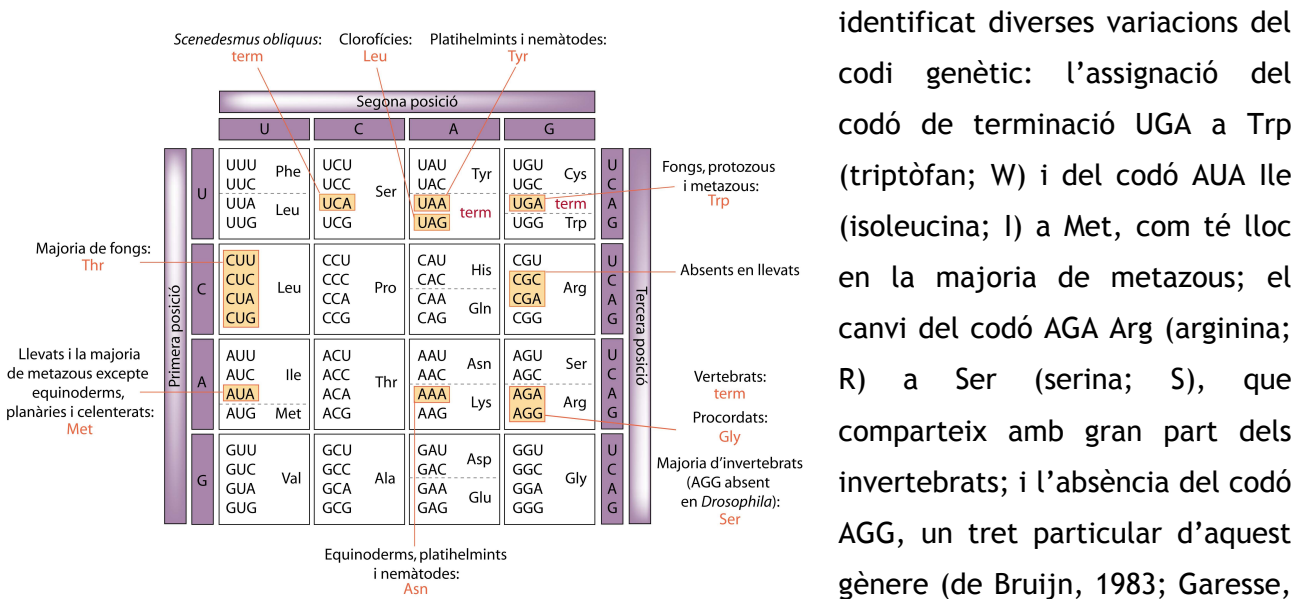 Scenedesmus obliquus:
term
Clorofícies:
Leu
Platihelmints i nemàtodes:
Tyr
Segona posició
U C A G
Primera posició
Tercera posició
U
UUU
UUC
Phe
UUA
UUG
Leu
UCU
UCC
UCA
UCG
Ser
UAU
UAC
Tyr
UAA
UAG
term
UGU
UGC
Cys
UGA term
UGG Trp
U
C
A
G
C
CUU
CUC
CUA
CUG
Leu
CCU
CCC
CCA
CCG
Pro
CAU
CAC
His
CAA
CAG
Gln
CGU
CGC
CGA
CGG
Arg
U
C
A
G
A
AUU
AUC
AUA
Ile
AUG Met
ACU
ACC
ACA
ACG
Thr
AAU
AAC
Asn
AAA
AAG
Lys
AGU
AGC
Ser
AGA
AGG
Arg
U
C
A
G
G
GUU
GUC
GUA
GUG
Val
GCU
GCC
GCA
GCG
Ala
GAU
GAC
Asp
GAA
GAG
Glu
GGU
GGC
GGA
GGG
Gly
U
C
A
G
Majoria de fongs:
Thr
Llevats i la majoria
de metazous excepte
equinoderms,
planàries i celenterats:
Met
Fongs, protozous
i metazous:
Trp
Absents en llevats
Vertebrats:
term
Procordats:
Gly
Majoria d'invertebrats
(AGG absent
en Drosophila):
Ser
Equinoderms, platihelmints
i nemàtodes:
Asn
identificat diverses variacions del
codi genètic: l'assignació del
codó de terminació UGA a Trp
(triptòfan; W) i del codó AUA Ile
(isoleucina; I) a Met, com té lloc
en la majoria de metazous; el
canvi del codó AGA Arg (arginina;
R) a Ser (serina; S), que
comparteix amb gran part dels
invertebrats; i l'absència del codó
AGG, un tret particular d'aquest
gènere (de Bruijn, 1983; Garesse,